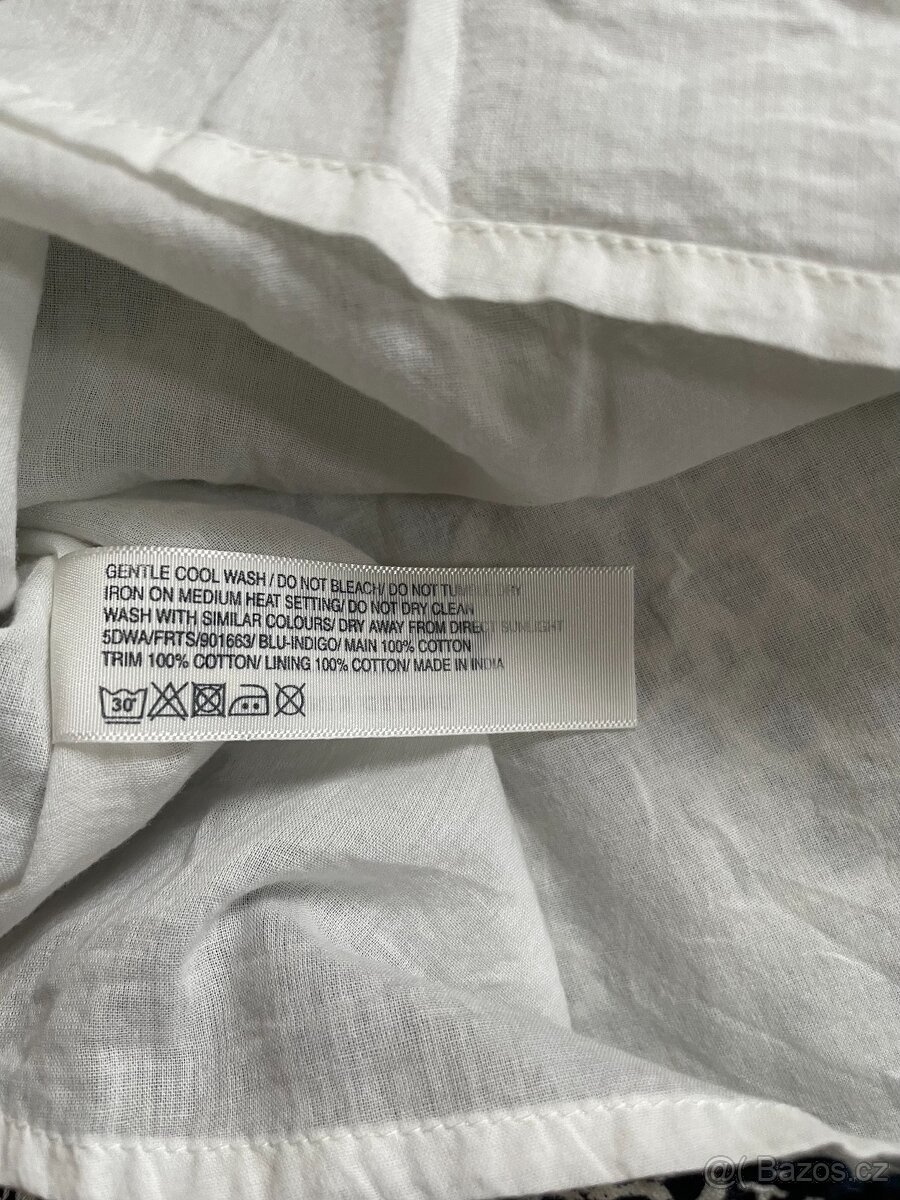 GENTLE COOL WASH / DO NOT BLEACH/ DO NOT TUMBLE DRY
IRON ON MEDIUM HEAT SETTING/ DO NOT DRY CLEAN
WASH WITH SIMILAR COLOURS/ DRY AWAY FROM DIRECT SUNLIGHT
5DWA/FRTS/901663/ BLU-INDIGO/ MAIN 100% COTTON
TRIM 100% COTTON/ LINING 100% COTTON/ MADE IN INDIA
30°
@( Bazos.cz